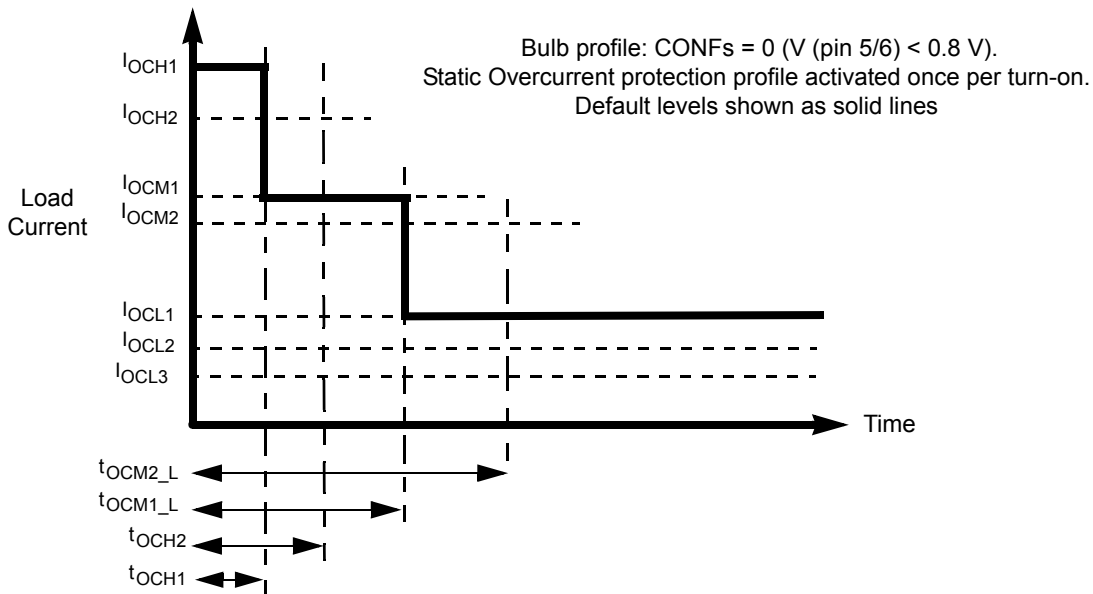 Bulb profile: CONFs = 0 (V (pin 5/6) < 0.8 V).
Static Overcurrent protection profile activated once per turn-on.
Default levels shown as solid lines
IOCH1
IOCH2
Load
Current
IOCM1
IOCM2
IOCL1
IOCL2
IOCL3
Time
tOCM2_L
tOCM1_L
tOCH2
tOCH1